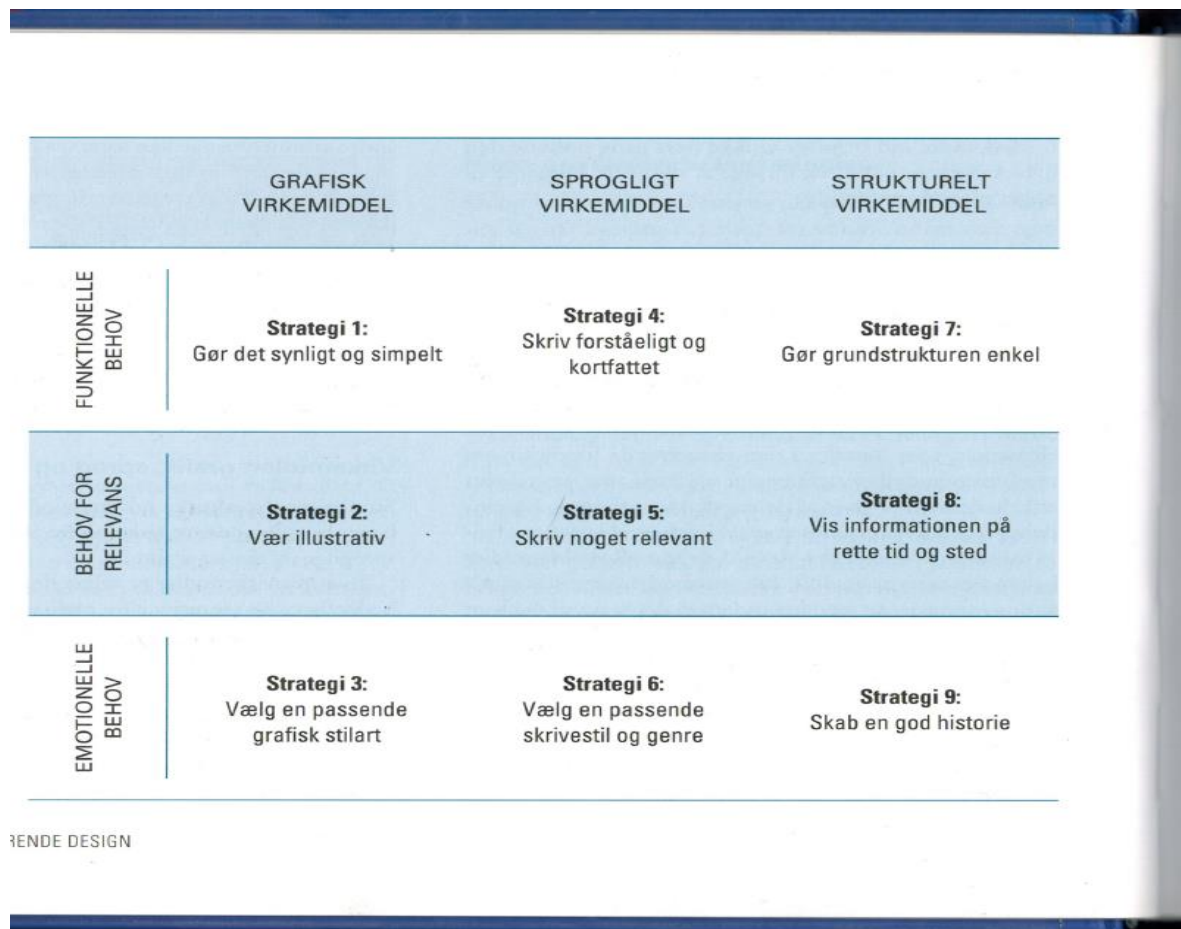 GRAFISK
VIRKEMIDDEL
SPROGLIGT
VIRKEMIDDEL
STRUKTURELT
VIRKEMIDDEL
FUNKTIONELLE
BEHOV
Strategi 1:
Gør det synligt og simpelt
Strategi 4:
Skriv forståeligt og
kortfattet
Strategi 7:
Gør grundstrukturen enkel
BEHOV FOR
RELEVANS
Strategi 2:
Vær illustrativ
Strategi 5:
Skriv noget relevant
Strategi 8:
Vis informationen på
rette tid og sted
EMOTIONELLE
BEHOV
Strategi 3:
Vælg en passende
grafisk stilart
Strategi 6:
Vælg en passende
skrivestil og genre
Strategi 9:
Skab en god historie
RENDE DESIGN